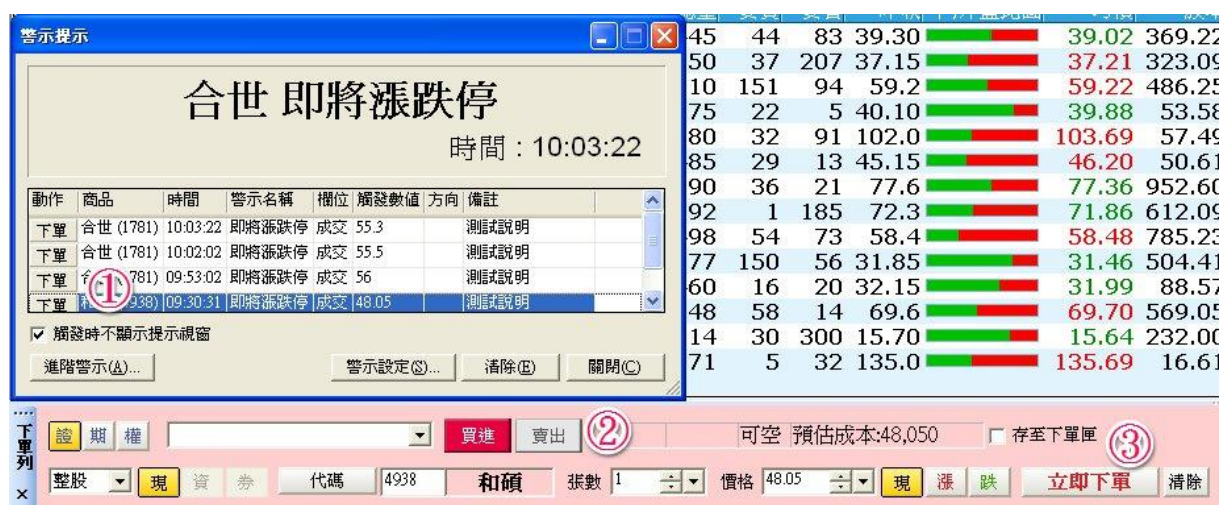 警示提示
合世 即將漲跌停
時間：10:03:22
動作 商品 時間 警示名稱 欄位 觸發數值 方向 備註
下單 合世 (1781) 10:03:22 即將漲跌停 成交 55.3 測試說明
下單 合世 (1781) 10:02:02 即將漲跌停 成交 55.5 測試說明
下單 781) 09:53:02 即將漲跌停 成交 56 測試說明
下單 938) 09:30:31 即將漲跌停 成交 48.05 測試說明
①
觸發時不顯示提示視窗
進階警示(A)... 警示設定(S)... 清除(E) 關閉(C)
45 44 83 39.30 39.02 369.22
50 37 207 37.15 37.21 323.09
10 151 94 59.2 59.22 486.25
75 22 5 40.10 39.88 53.58
80 32 91 102.0 103.69 57.49
85 29 13 45.15 46.20 50.61
90 36 21 77.6 77.36 952.60
92 1 185 72.3 71.86 612.09
98 54 73 58.4 58.48 785.23
77 150 56 31.85 31.46 504.41
60 16 20 32.15 31.99 88.57
48 58 14 69.6 69.70 569.05
14 30 300 15.70 15.64 232.00
71 5 32 135.0 135.69 16.61
下單列
證 期 權 買進 賣出 ② 可空 預估成本:48,050 存至下單匣 ③
整股 現 資 券 代碼 4938 和碩 張數 1 價格 48.05 現 漲 跌 立即下單 清除